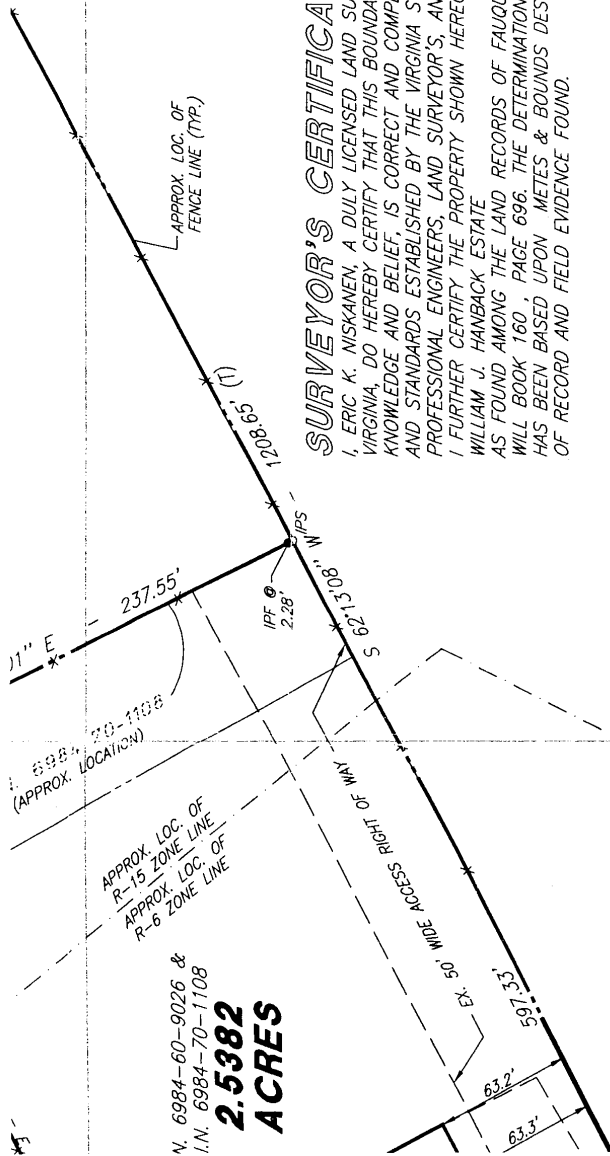 APPROX. LOC. OF
FENCE LINE (TYP.)
1208.65' (T)
IPS
IPF @
2.28'
237.55'
01" E
6984-70-1108
(APPROX. LOCATION)
S 62°13'08" W
APPROX. LOC. OF
R-15 ZONE LINE
APPROX. LOC. OF
R-6 ZONE LINE
EX. 50' WIDE ACCESS RIGHT OF WAY
N. 6984-60-9026 &
I.N. 6984-70-1108
2.5382
ACRES
597.33'
63.2'
63.3'
SURVEYOR'S CERTIFICA
I, ERIC K. NISKANEN, A DULY LICENSED LAND SU
VIRGINIA, DO HEREBY CERTIFY THAT THIS BOUNDA
KNOWLEDGE AND BELIEF, IS CORRECT AND COMPL
AND STANDARDS ESTABLISHED BY THE VIRGINIA S
PROFESSIONAL ENGINEERS, LAND SURVEYOR'S, AN
I FURTHER CERTIFY THE PROPERTY SHOWN HEREO
WILLIAM J. HANBACK ESTATE
AS FOUND AMONG THE LAND RECORDS OF FAUQU
WILL BOOK 160 , PAGE 696. THE DETERMINATION
HAS BEEN BASED UPON METES & BOUNDS DES
OF RECORD AND FIELD EVIDENCE FOUND.